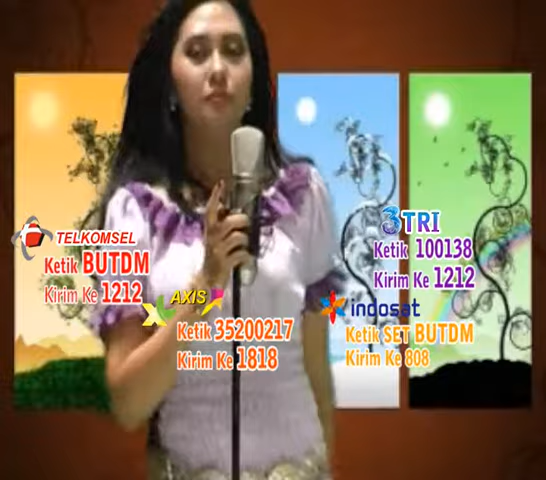 TELKOMSEL
Ketik BUTDM
Kirim Ke 1212
XL AXIS
Ketik 35200217
Kirim Ke 1818
3TRI
Ketik 100138
Kirim Ke 1212
indosat
Ketik SET BUTDM
Kirim Ke 808